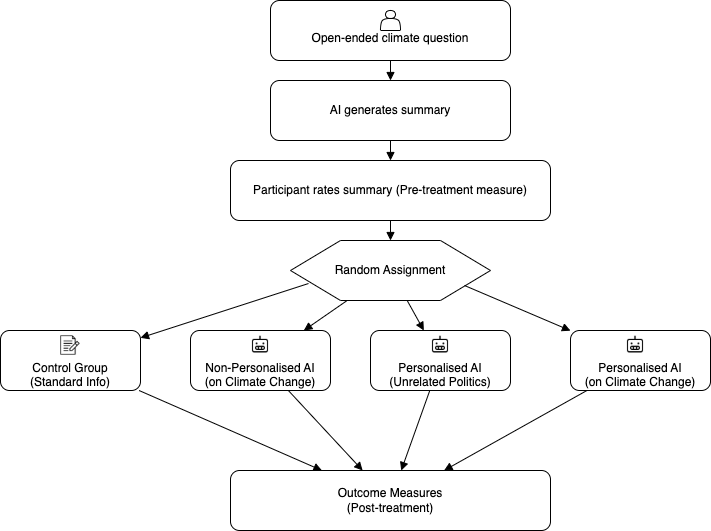 Open-ended climate question
AI generates summary
Participant rates summary (Pre-treatment measure)
Random Assignment
Control Group
(Standard Info)
Non-Personalised AI
(on Climate Change)
Personalised AI
(Unrelated Politics)
Personalised AI
(on Climate Change)
Outcome Measures
(Post-treatment)